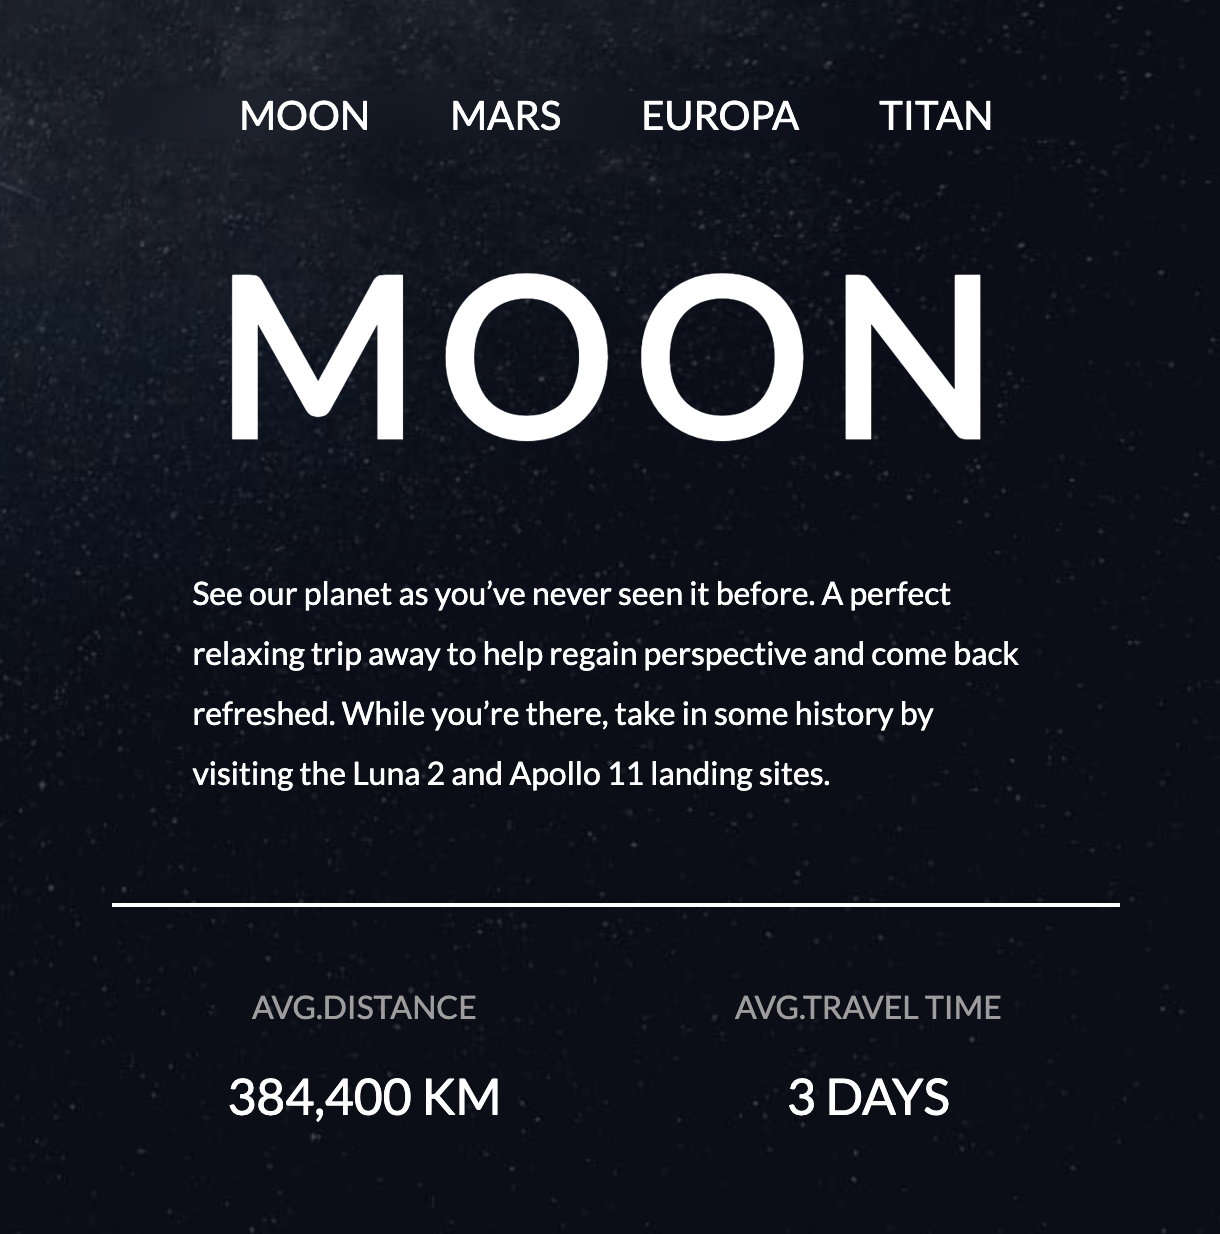 MOON MARS EUROPA TITAN
MOON
See our planet as you’ve never seen it before. A perfect
relaxing trip away to help regain perspective and come back
refreshed. While you’re there, take in some history by
visiting the Luna 2 and Apollo 11 landing sites.
AVG.DISTANCE AVG.TRAVEL TIME
384,400 KM 3 DAYS